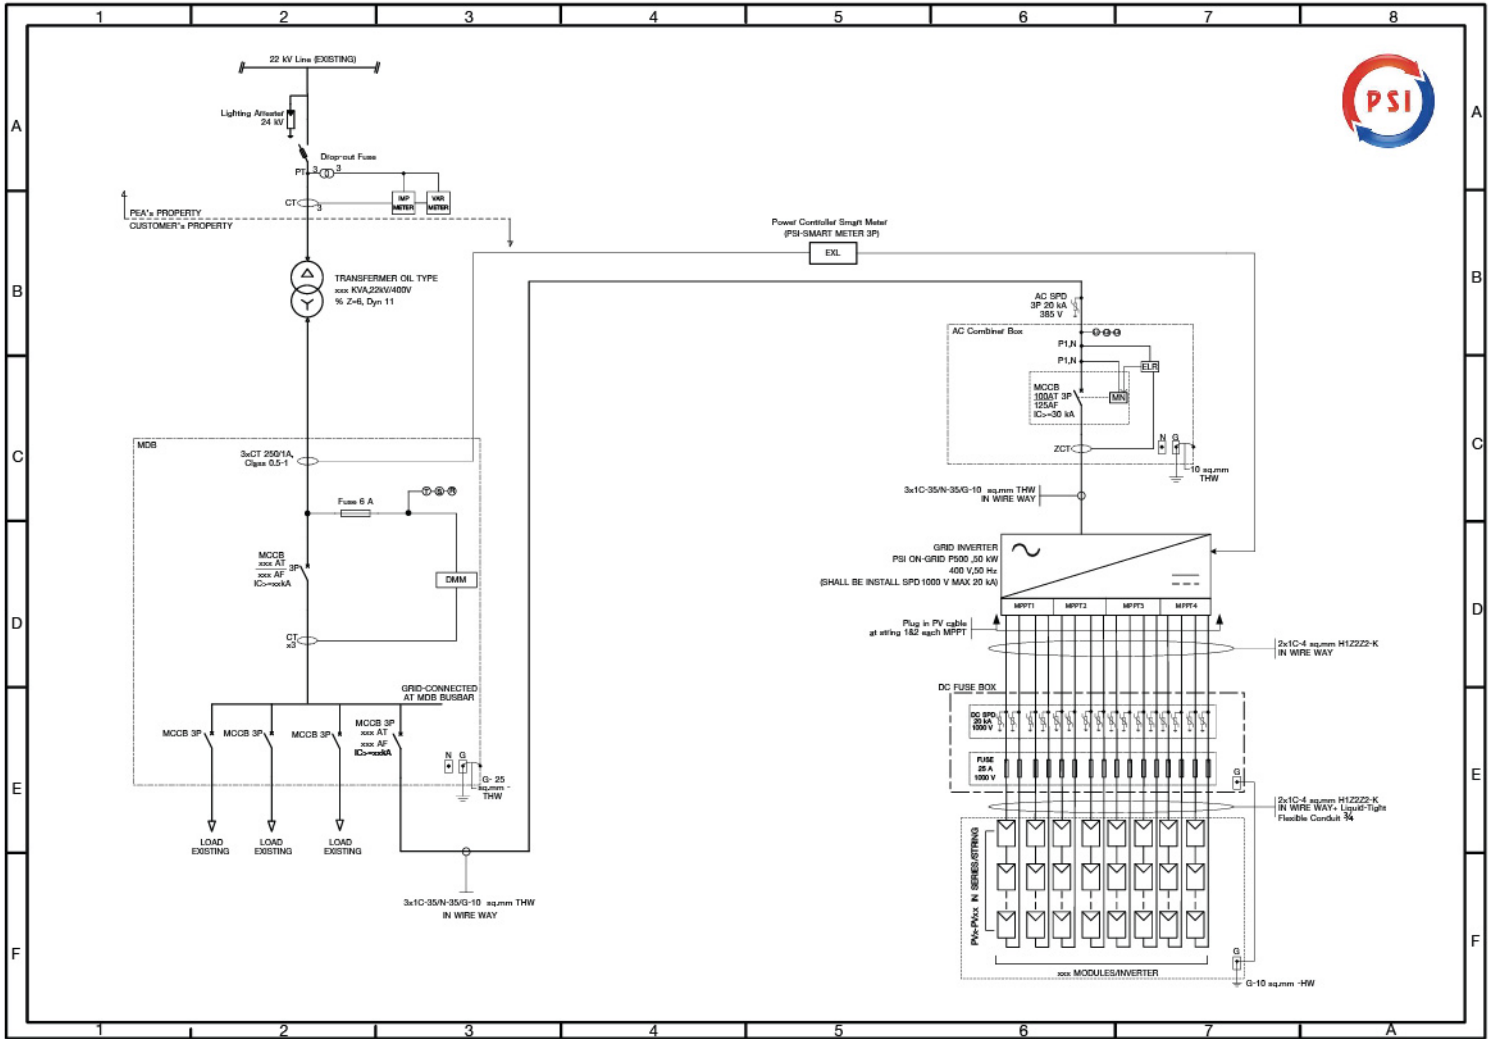 1 2 3 4 5 6 7 8
A
B
C
D
E
F
PSI
22 kV Line (EXISTING)
Lighting Arrester
24 kV
Drop-out Fuse
PT
3
3
CT
3
IMP
METER
VAR
METER
PEA's PROPERTY
CUSTOMER's PROPERTY
TRANSFERMER OIL TYPE
xxx KVA,22kV/400V
% Z=6, Dyn 11
Power Controller Smart Meter
(PSI-SMART METER 3P)
EXL
MDB
3xCT 250/1A,
Class 0.5-1
Fuse 6 A
T S R
MCCB
xxx AT
3P
xxx AF
IC>=xxkA
DMM
CT
x3
GRID-CONNECTED
AT MDB BUSBAR
MCCB 3P
MCCB 3P
MCCB 3P
MCCB 3P
xxx AT
xxx AF
IC>=xxkA
N G
G- 25
sq.mm -
THW
LOAD
EXISTING
LOAD
EXISTING
LOAD
EXISTING
3x1C-35/N-35/G-10 sq.mm THW
IN WIRE WAY
AC SPD
3P 20 kA
385 V
AC Combiner Box
P1,N
P1,N
ELR
MCCB
100AT 3P
125AF
IC>=30 kA
MN
ZCT
N G
10 sq.mm
THW
3x1C-35/N-35/G-10 sq.mm THW
IN WIRE WAY
GRID INVERTER
PSI ON-GRID P500 ,50 kW
400 V,50 Hz
(SHALL BE INSTALL SPD1000 V MAX 20 kA)
MPPT1 MPPT2 MPPT3 MPPT4
Plug in PV cable
at string 1&2 each MPPT
2x1C-4 sq.mm H1Z2Z2-K
IN WIRE WAY
DC FUSE BOX
DC SPD
20 kA
1000 V
FUSE
25 A
1000 V
G
2x1C-4 sq.mm H1Z2Z2-K
IN WIRE WAY+ Liquid-Tight
Flexible Conduit ¾
PVx-PVxx IN SERIES/STRING
xxx MODULES/INVERTER
G
G-10 sq.mm -HW
A
B
C
D
E
F
1 2 3 4 5 6 7 A